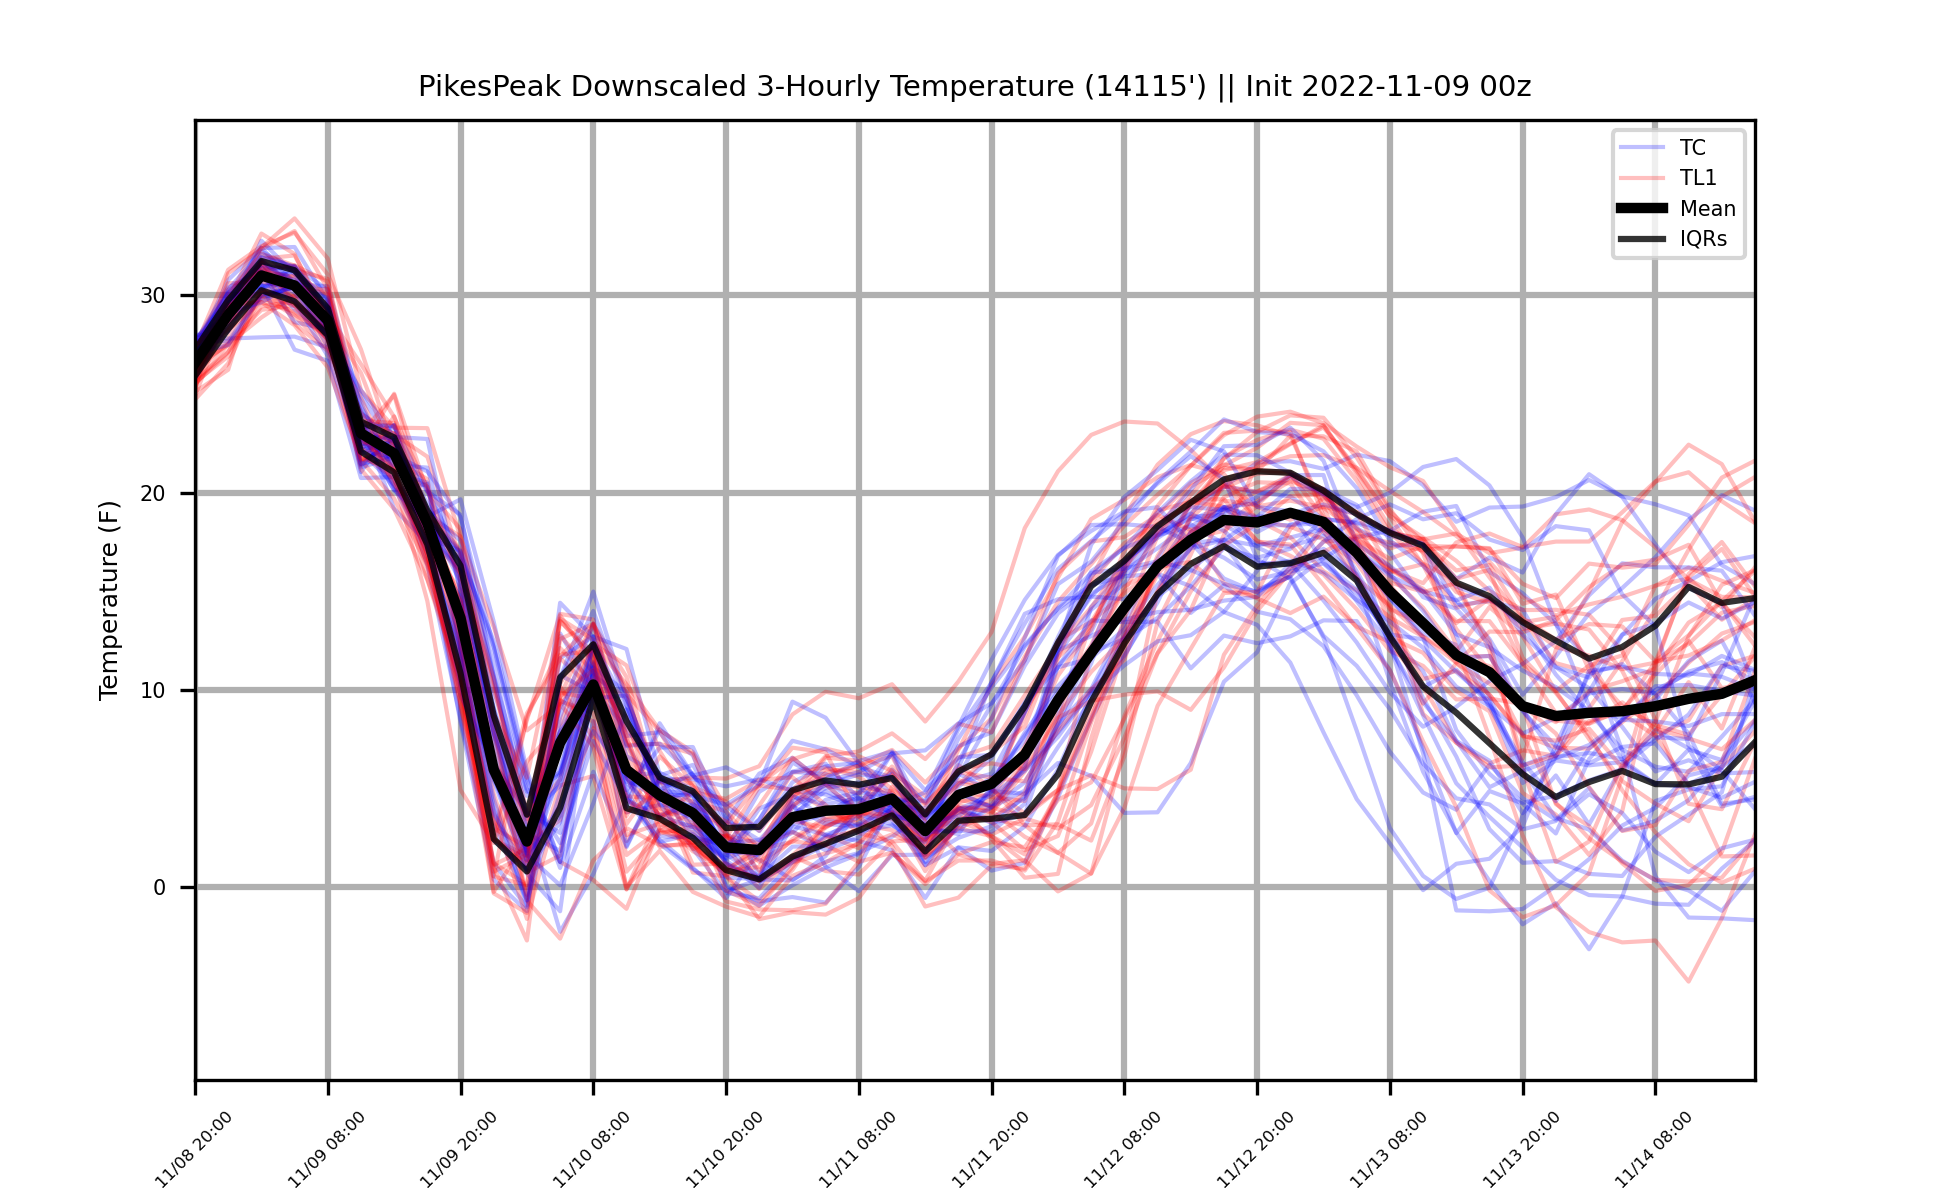 PikesPeak Downscaled 3-Hourly Temperature (14115') || Init 2022-11-09 00z
TC
TL1
Mean
IQRs
Temperature (F)
30
20
10
0
11/08 20:00
11/09 08:00
11/09 20:00
11/10 08:00
11/10 20:00
11/11 08:00
11/11 20:00
11/12 08:00
11/12 20:00
11/13 08:00
11/13 20:00
11/14 08:00